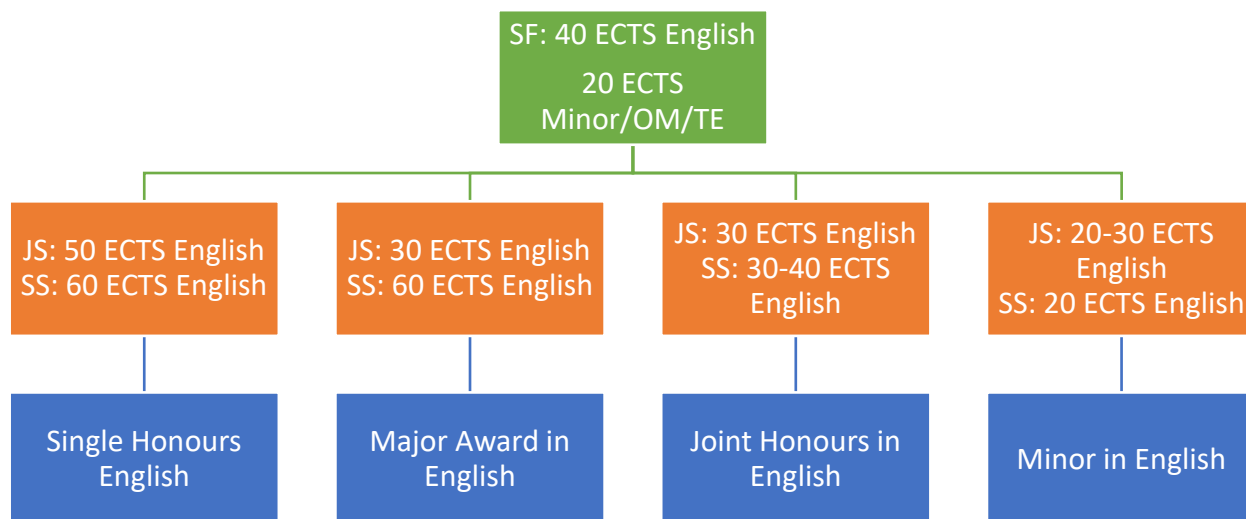 SF: 40 ECTS English
20 ECTS
Minor/OM/TE
JS: 50 ECTS English
SS: 60 ECTS English
JS: 30 ECTS English
SS: 60 ECTS English
JS: 30 ECTS English
SS: 30-40 ECTS
English
JS: 20-30 ECTS
English
SS: 20 ECTS English
Single Honours
English
Major Award in
English
Joint Honours in
English
Minor in English